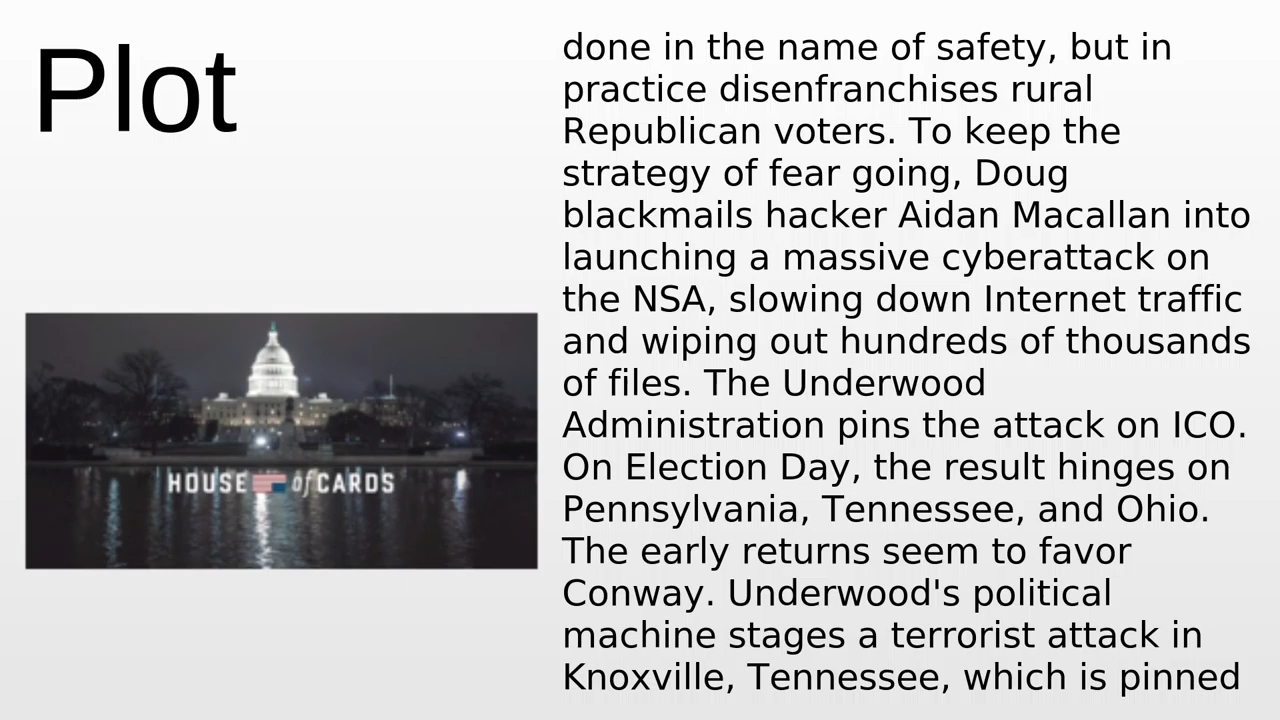 Plot
done in the name of safety, but in
practice disenfranchises rural
Republican voters. To keep the
strategy of fear going, Doug
blackmails hacker Aidan Macallan into
launching a massive cyberattack on
the NSA, slowing down Internet traffic
and wiping out hundreds of thousands
of files. The Underwood
Administration pins the attack on ICO.
On Election Day, the result hinges on
Pennsylvania, Tennessee, and Ohio.
The early returns seem to favor
Conway. Underwood's political
machine stages a terrorist attack in
Knoxville, Tennessee, which is pinned
HOUSE of CARDS